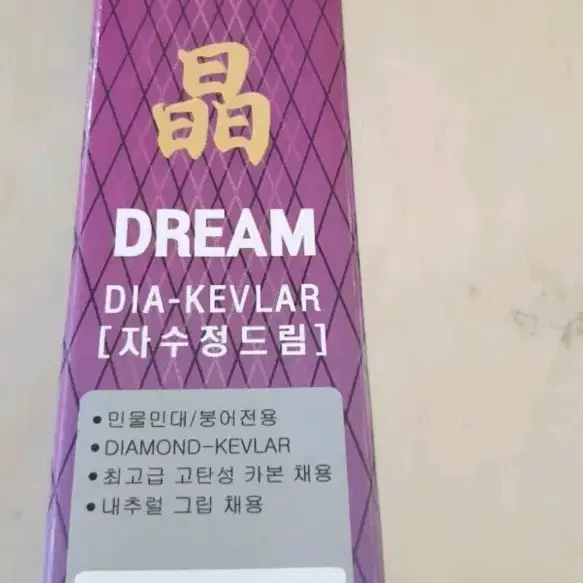 晶
DREAM
DIA-KEVLAR
[자수정드림]
• 민물민대/붕어전용
• DIAMOND-KEVLAR
• 최고급 고탄성 카본 채용
• 내추럴 그립 채용